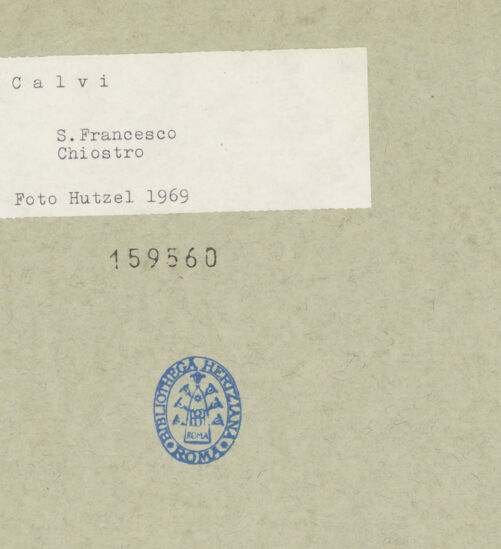 C a l v i
S.Francesco
Chiostro
Foto Hutzel 1969
159560
BIBLIOTHECA HERTZIANA
ROMA
ROMA